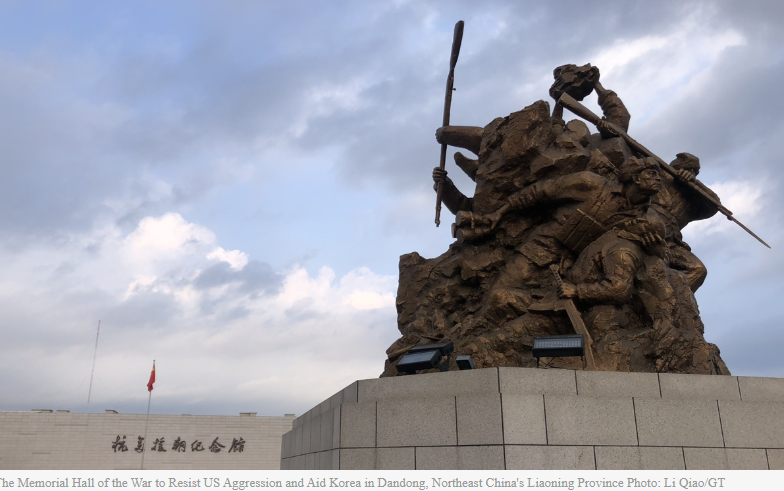 抗美援朝纪念馆
The Memorial Hall of the War to Resist US Aggression and Aid Korea in Dandong, Northeast China's Liaoning Province Photo: Li Qiao/GT